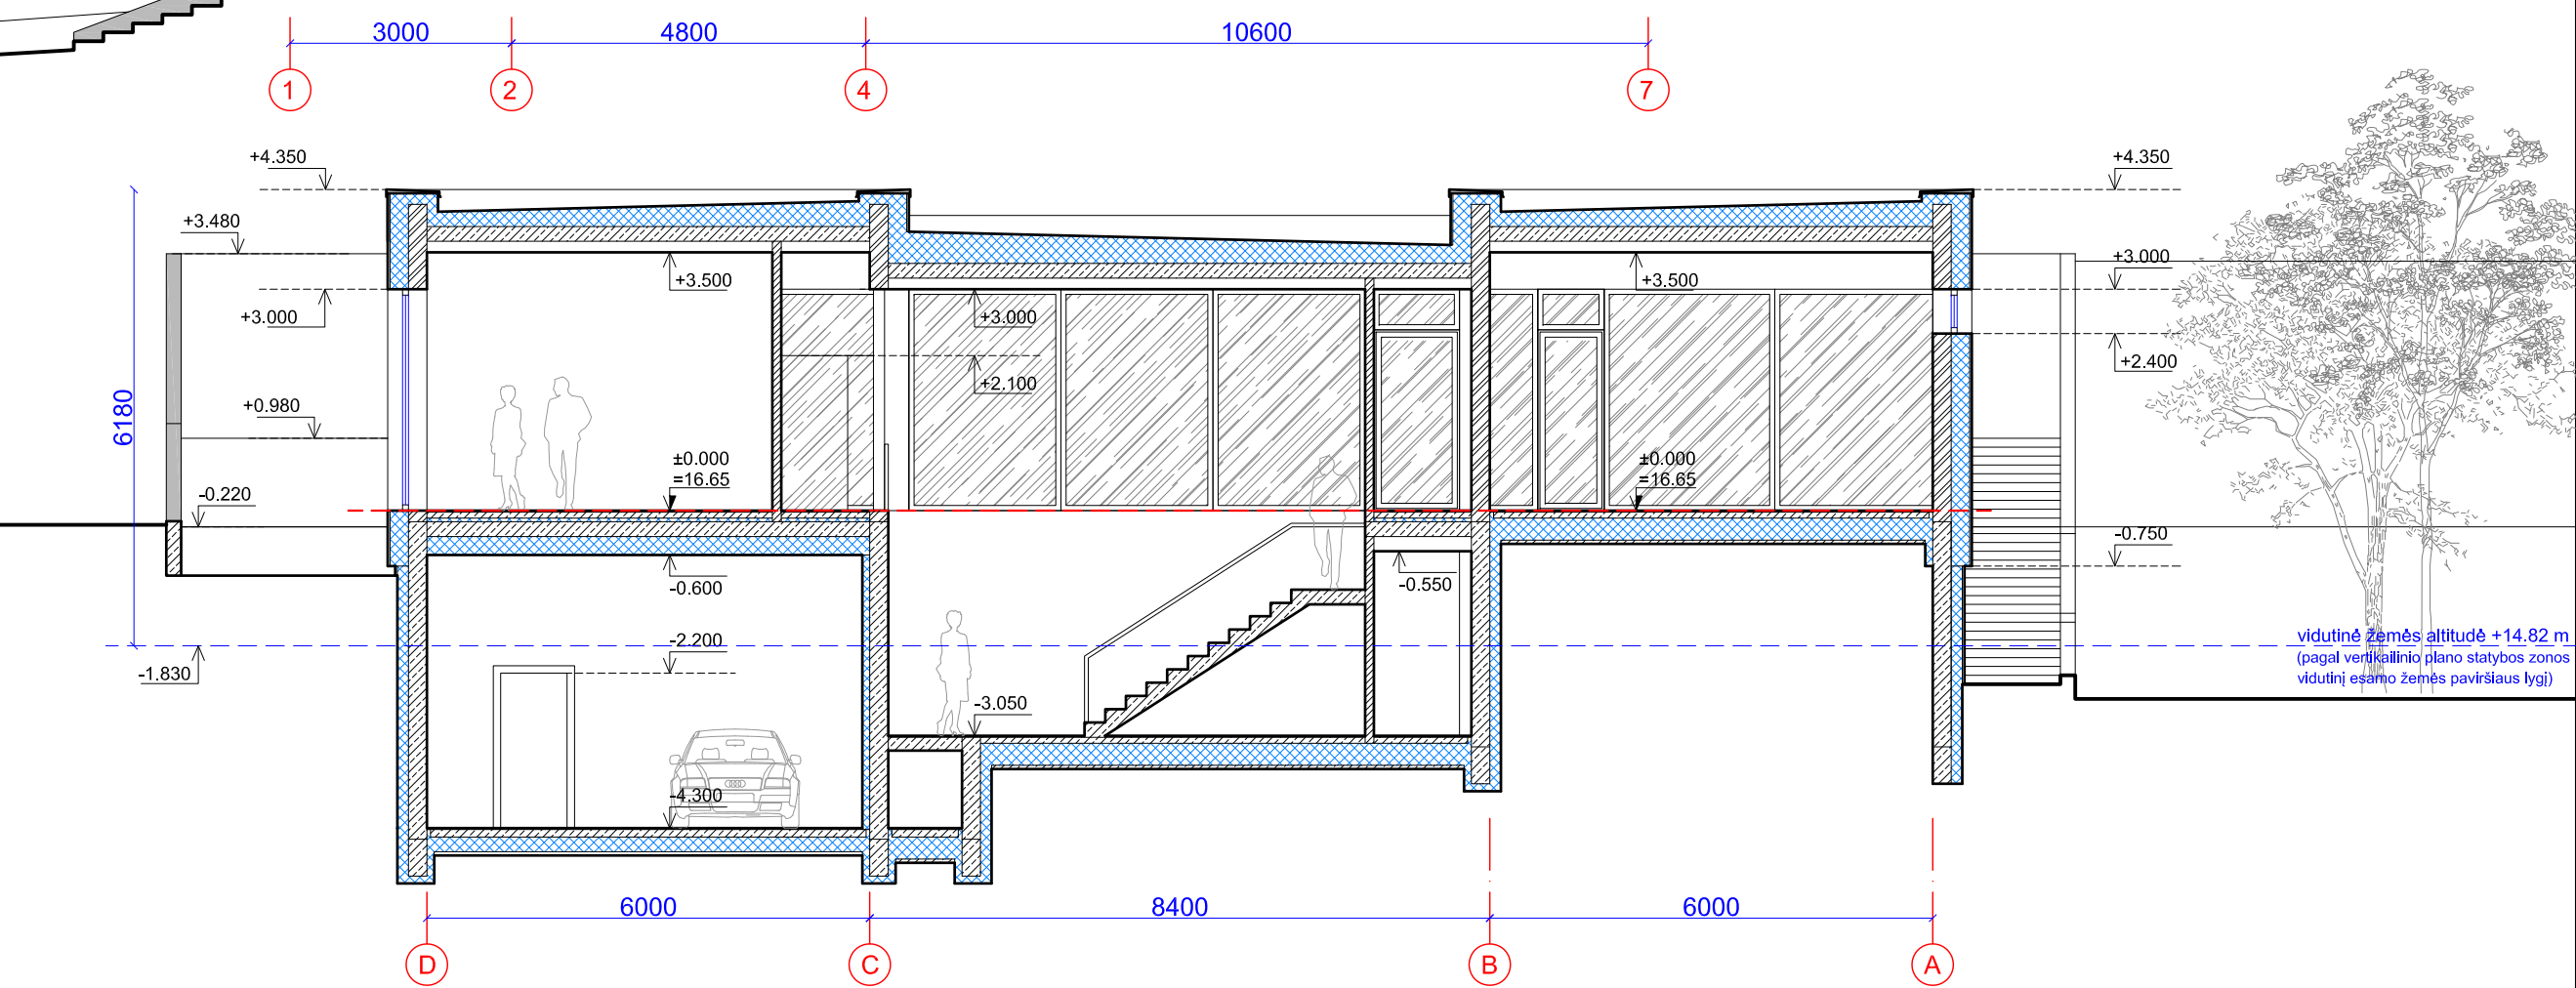 3000 4800 10600
1 2 4 7
+4.350 +4.350
+3.480
+3.500 +3.500 +3.000
+3.000 +3.000
+2.100 +2.400
+0.980
6180
±0.000 ±0.000
=16.65 =16.65
-0.220
-0.750
-0.600 -0.550
-2.200
vidutinė žemės altitudė +14.82 m
(pagal vertikailinio plano statybos zonos
vidutinį esamo žemės paviršiaus lygį)
-1.830
-3.050
-4.300
6000 8400 6000
D C B A